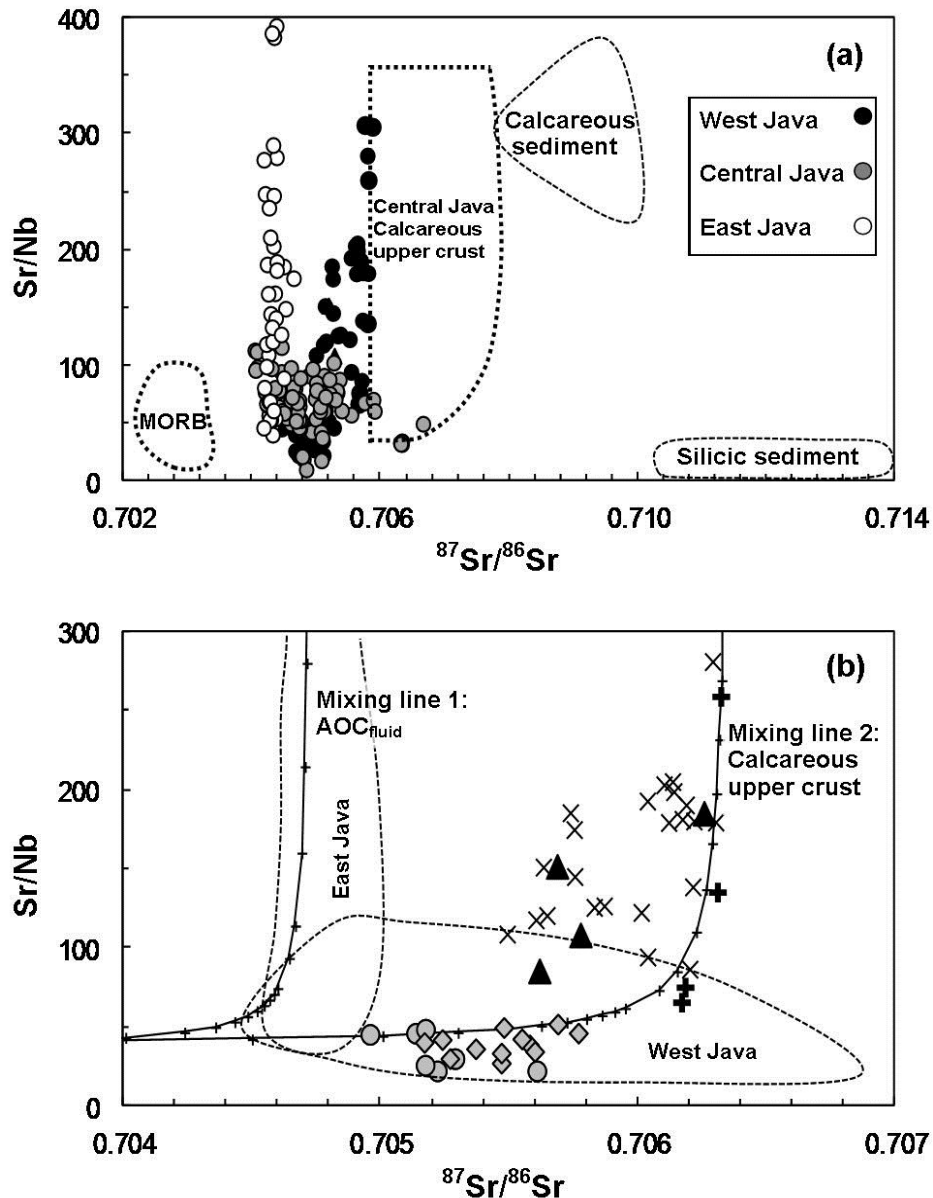 (a)
Sr/Nb
400
300
200
100
0
West Java
Central Java
East Java
Calcareous
sediment
Central Java
Calcareous
upper crust
MORB
Silicic sediment
0.702 0.706 0.710 0.714
87Sr/86Sr
(b)
Sr/Nb
300
200
100
0
Mixing line 1:
AOCfluid
Mixing line 2:
Calcareous
upper crust
East Java
West Java
0.704 0.705 0.706 0.707
87Sr/86Sr